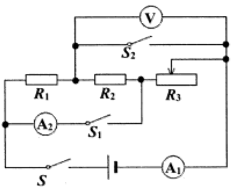 V
S₂
R₁ R₂ R₃
A₂ S₁
S A₁